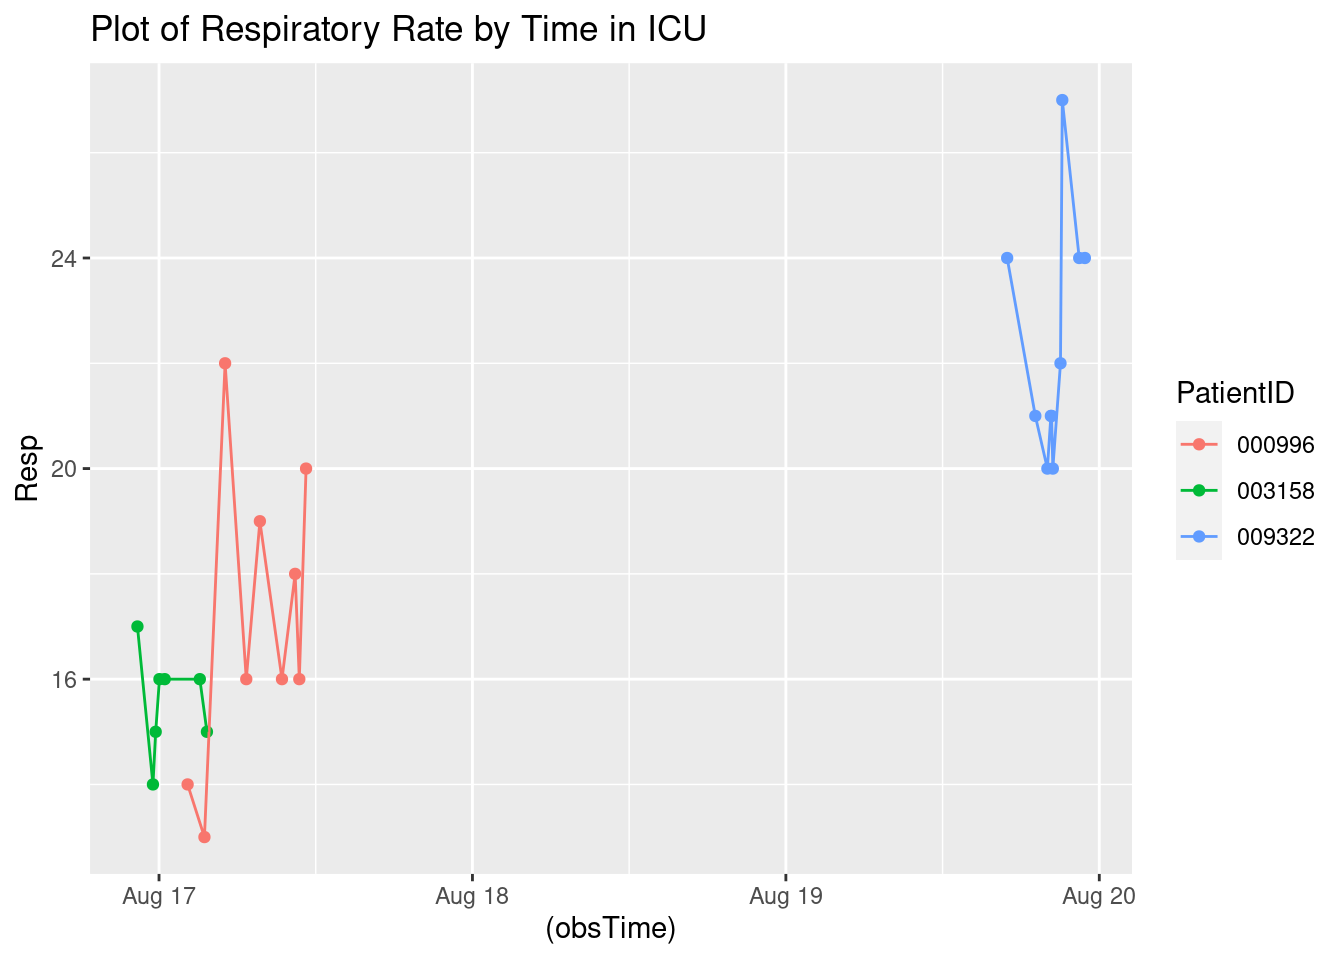 Plot of Respiratory Rate by Time in ICU
24
20
16
Resp
Aug 17
Aug 18
Aug 19
Aug 20
(obsTime)
PatientID
000996
003158
009322